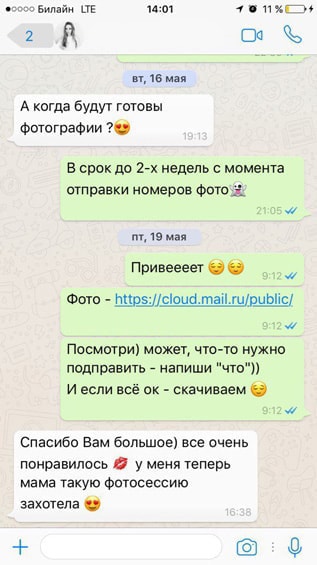 Билайн LTE 14:01 11 %
2
вт, 16 мая
А когда будут готовы
фотографии ?😍
19:13
В срок до 2-х недель с момента
отправки номеров фото👻
21:05
пт, 19 мая
Привеееет 😌😌
9:12
Фото - https://cloud.mail.ru/public/
9:12
Посмотри) может, что-то нужно
подправить - напиши "что"))
И если всё ок - скачиваем 😌
9:12
Спасибо Вам большое) все очень
понравилось 💋 у меня теперь
мама такую фотосессию
захотела 😍
16:38